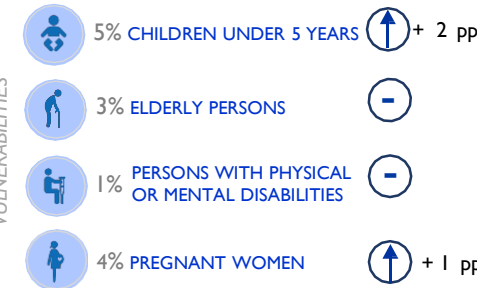 VULNERABILITIES
5% CHILDREN UNDER 5 YEARS + 2 pp
3% ELDERLY PERSONS -
1% PERSONS WITH PHYSICAL
OR MENTAL DISABILITIES -
4% PREGNANT WOMEN + 1 pp